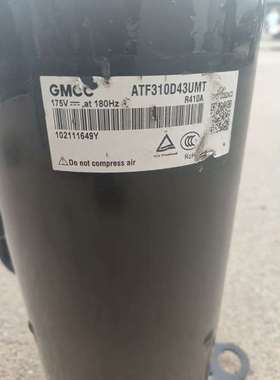 GMCC ATF310D43UMT
175V ⎓ ,at 180Hz R410A
102111649Y
Do not compress air